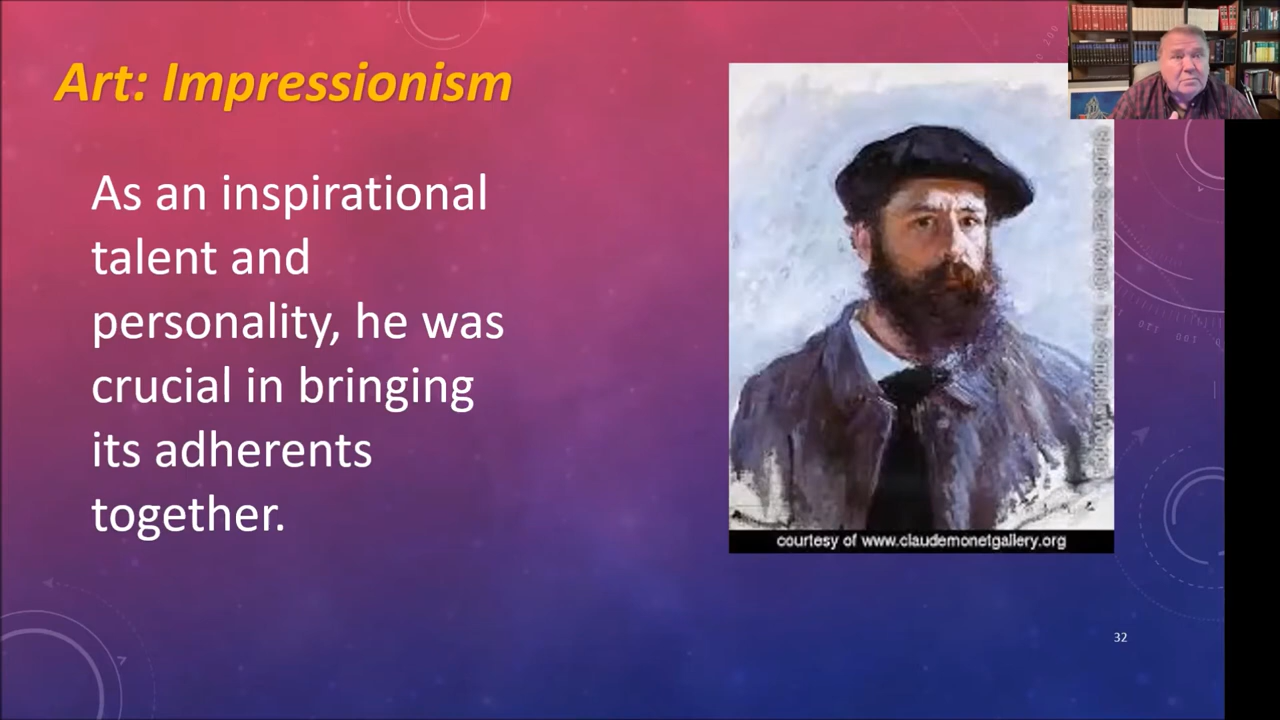 Art: Impressionism
As an inspirational
talent and
personality, he was
crucial in bringing
its adherents
together.
courtesy of www.claudemonetgallery.org
32